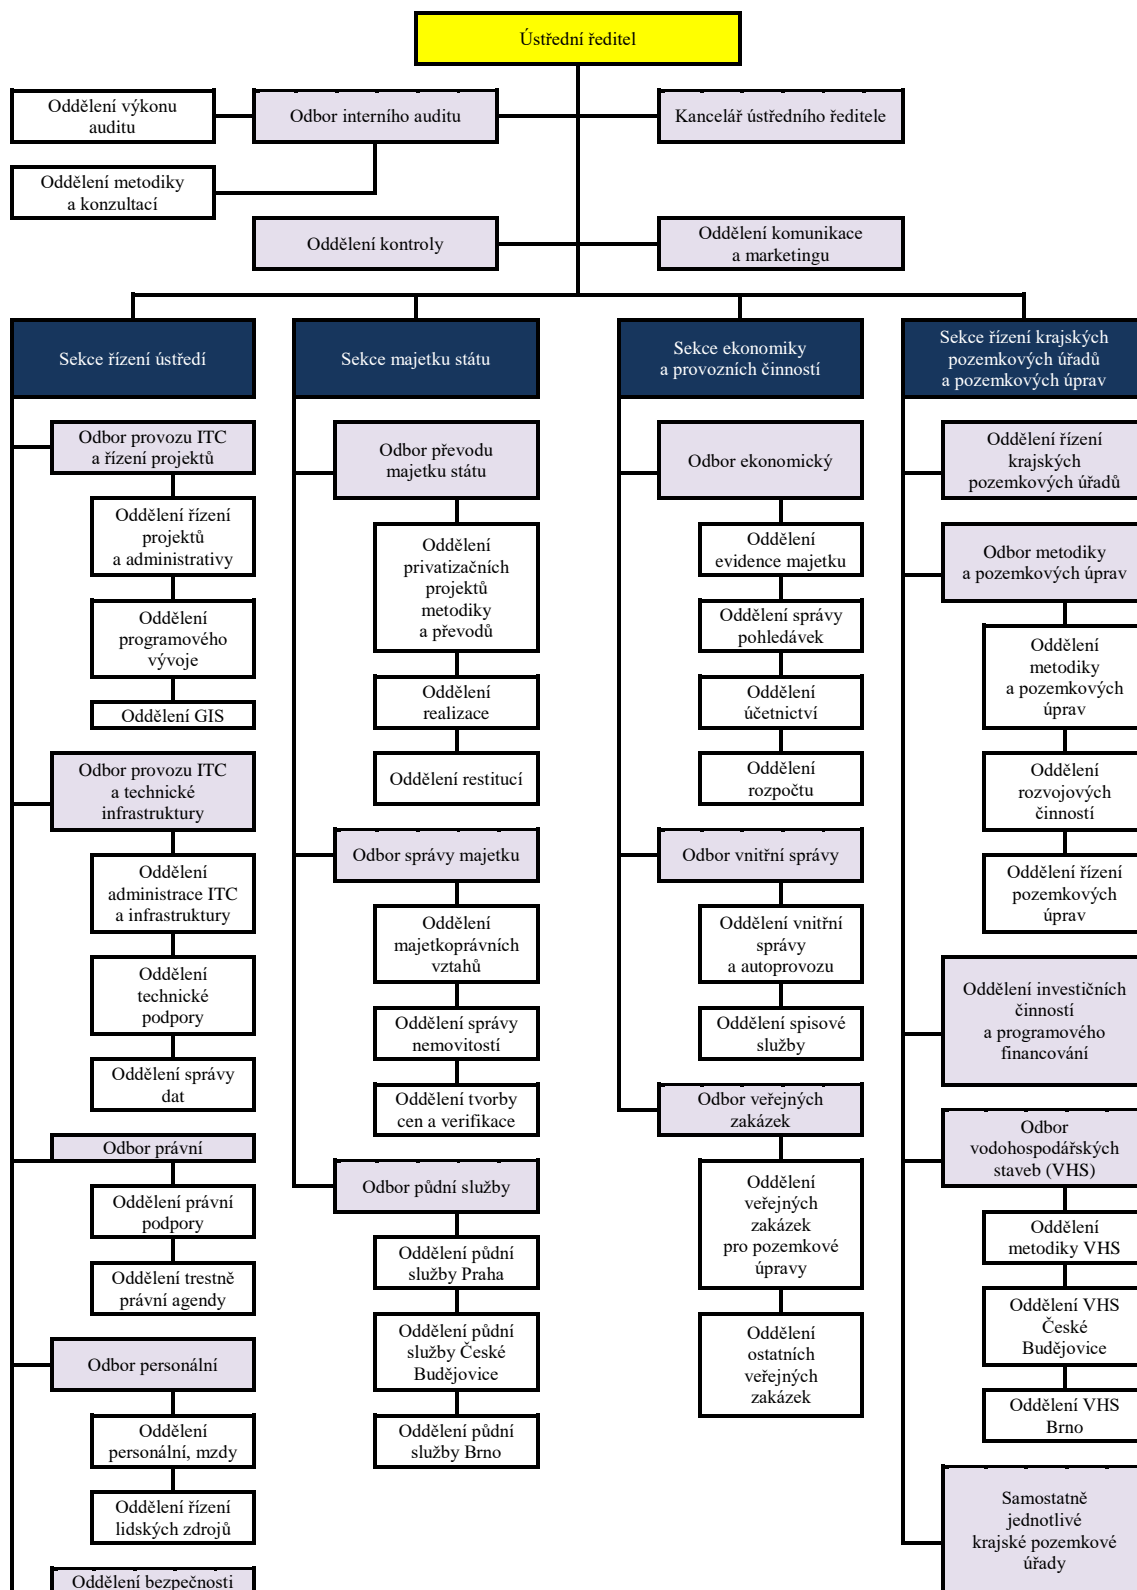 Ústřední ředitel
Oddělení výkonu
auditu
Odbor interního auditu
Kancelář ústředního ředitele
Oddělení metodiky
a konzultací
Oddělení kontroly
Oddělení komunikace
a marketingu
Sekce řízení ústředí
Odbor provozu ITC
a řízení projektů
Oddělení řízení
projektů
a administrativy
Oddělení
programového
vývoje
Oddělení GIS
Odbor provozu ITC
a technické
infrastruktury
Oddělení
administrace ITC
a infrastruktury
Oddělení
technické
podpory
Oddělení správy
dat
Odbor právní
Oddělení právní
podpory
Oddělení trestně
právní agendy
Odbor personální
Oddělení
personální, mzdy
Oddělení řízení
lidských zdrojů
Oddělení bezpečnosti
Sekce majetku státu
Odbor převodu
majetku státu
Oddělení
privatizačních
projektů
metodiky
a převodů
Oddělení
realizace
Oddělení restitucí
Odbor správy majetku
Oddělení
majetkoprávních
vztahů
Oddělení správy
nemovitostí
Oddělení tvorby
cen a verifikace
Odbor půdní služby
Oddělení půdní
služby Praha
Oddělení půdní
služby České
Budějovice
Oddělení půdní
služby Brno
Sekce ekonomiky
a provozních činností
Odbor ekonomický
Oddělení
evidence majetku
Oddělení správy
pohledávek
Oddělení
účetnictví
Oddělení
rozpočtu
Odbor vnitřní správy
Oddělení vnitřní
správy
a autoprovozu
Oddělení spisové
služby
Odbor veřejných
zakázek
Oddělení
veřejných
zakázek
pro pozemkové
úpravy
Oddělení
ostatních
veřejných
zakázek
Sekce řízení krajských
pozemkových úřadů
a pozemkových úprav
Oddělení řízení
krajských
pozemkových úřadů
Odbor metodiky
a pozemkových úprav
Oddělení
metodiky
a pozemkových
úprav
Oddělení
rozvojových
činností
Oddělení řízení
pozemkových
úprav
Oddělení investičních
činností
a programového
financování
Odbor
vodohospodářských
staveb (VHS)
Oddělení
metodiky VHS
Oddělení VHS
České
Budějovice
Oddělení VHS
Brno
Samostatně
jednotlivé
krajské pozemkové
úřady